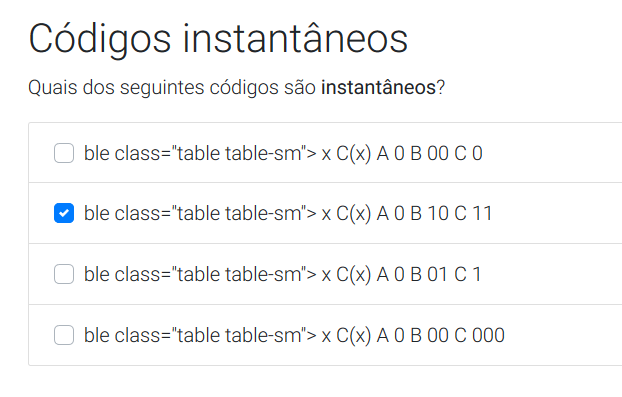 Códigos instantâneos
Quais dos seguintes códigos são instantâneos?
ble class="table table-sm"> x C(x) A 0 B 00 C 0
ble class="table table-sm"> x C(x) A 0 B 10 C 11
ble class="table table-sm"> x C(x) A 0 B 01 C 1
ble class="table table-sm"> x C(x) A 0 B 00 C 000